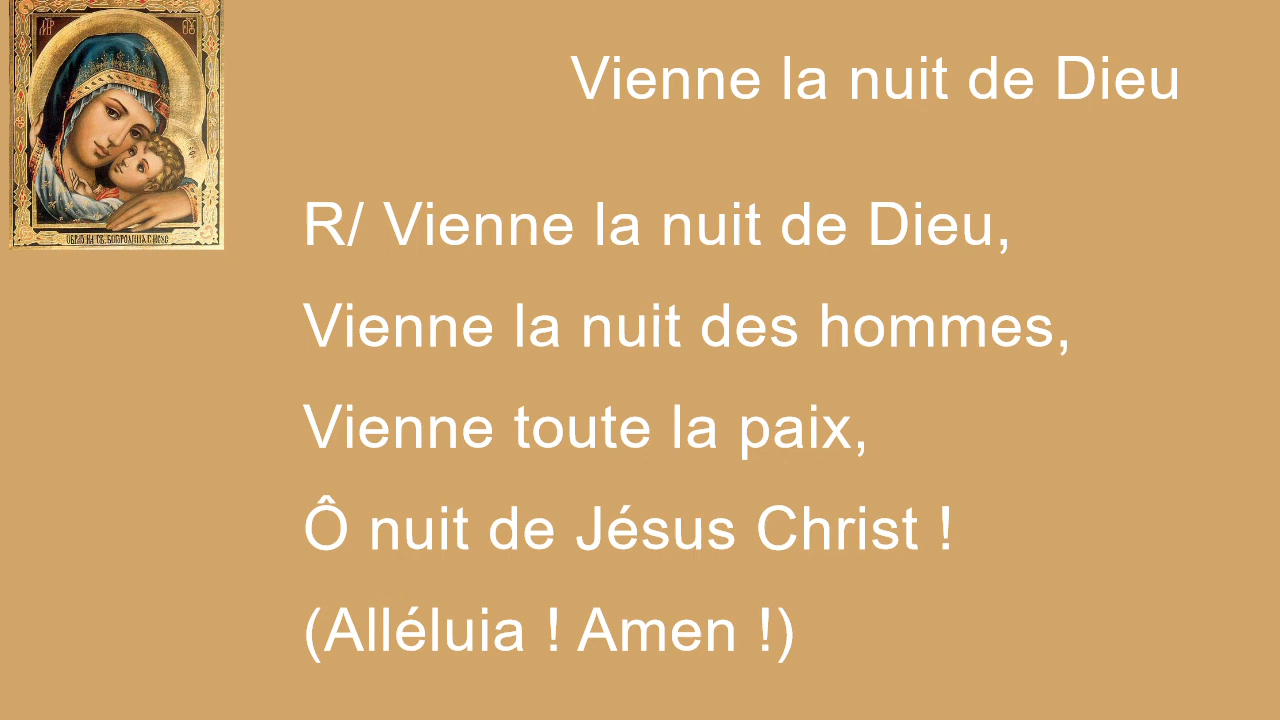 Vienne la nuit de Dieu
R/ Vienne la nuit de Dieu,
Vienne la nuit des hommes,
Vienne toute la paix,
Ô nuit de Jésus Christ !
(Alléluia ! Amen !)